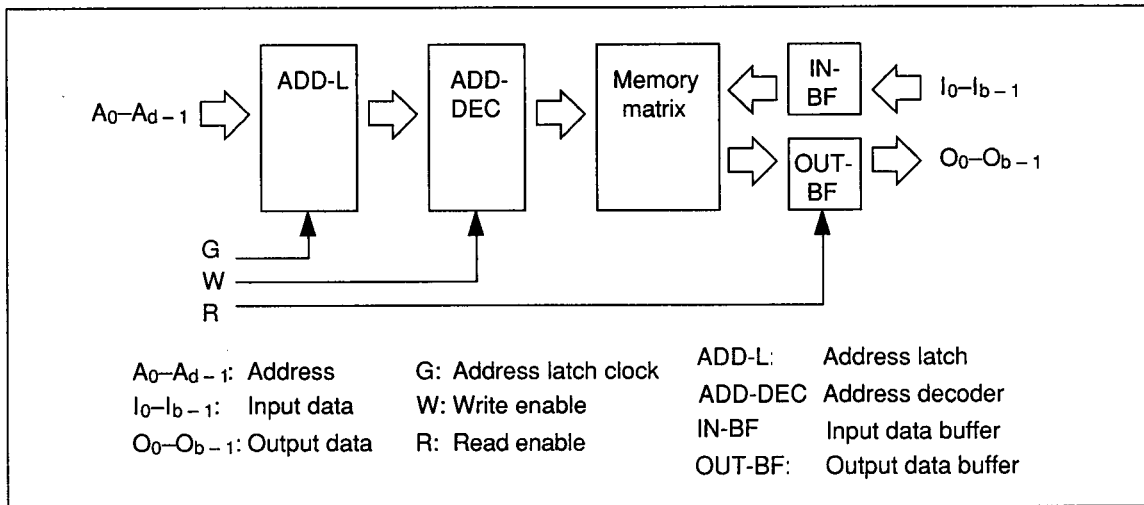 ADD-L
ADD-
DEC
Memory
matrix
IN-
BF
OUT-
BF
A0–Ad – 1
I0–Ib – 1
O0–Ob – 1
G
W
R
A0–Ad – 1: Address
I0–Ib – 1: Input data
O0–Ob – 1: Output data
G: Address latch clock
W: Write enable
R: Read enable
ADD-L: Address latch
ADD-DEC Address decoder
IN-BF Input data buffer
OUT-BF: Output data buffer